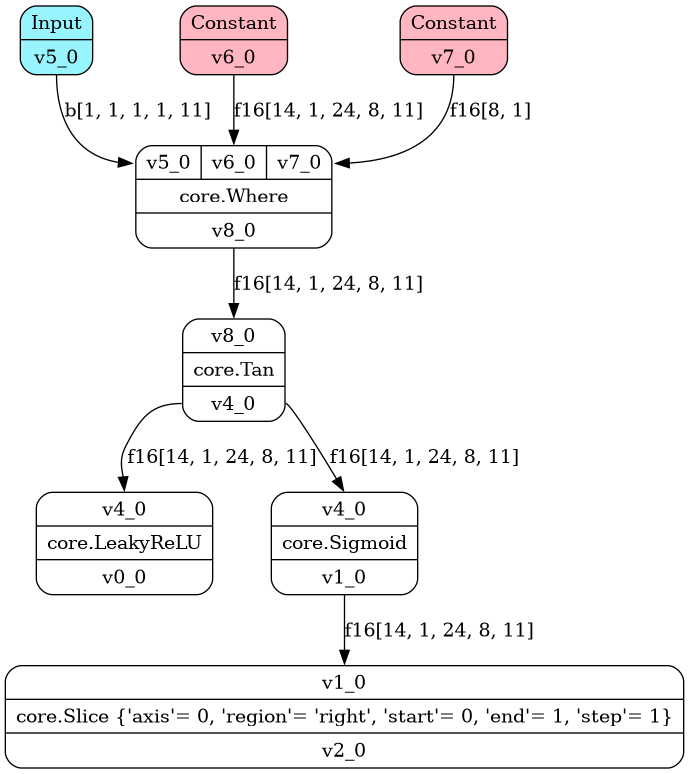 Input
v5_0
Constant
v6_0
Constant
v7_0
b[1, 1, 1, 1, 11]
f16[14, 1, 24, 8, 11]
f16[8, 1]
v5_0
v6_0
v7_0
core.Where
v8_0
f16[14, 1, 24, 8, 11]
v8_0
core.Tan
v4_0
f16[14, 1, 24, 8, 11]
f16[14, 1, 24, 8, 11]
v4_0
core.LeakyReLU
v0_0
v4_0
core.Sigmoid
v1_0
f16[14, 1, 24, 8, 11]
v1_0
core.Slice {'axis'= 0, 'region'= 'right', 'start'= 0, 'end'= 1, 'step'= 1}
v2_0